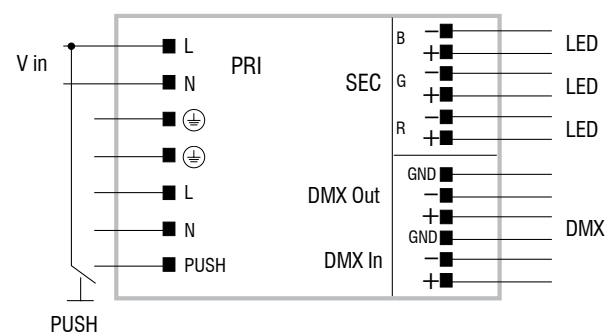 V in
L
N
⏚
⏚
L
N
PUSH
PUSH
PRI
SEC
B
−
+
G
−
+
R
−
+
LED
LED
LED
DMX Out
GND
−
+
DMX In
GND
−
+
DMX